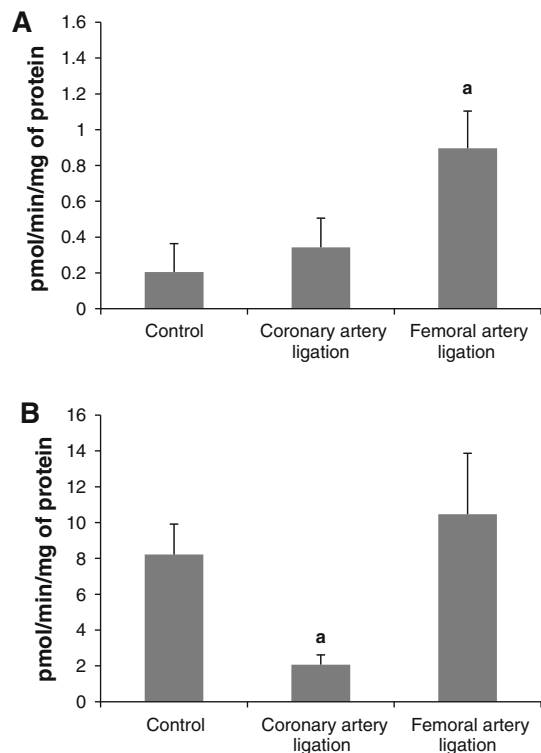 A
pmol/min/mg of protein
1.6
1.4
1.2
1
0.8
0.6
0.4
0.2
0
a
Control
Coronary artery
ligation
Femoral artery
ligation
B
pmol/min/mg of protein
16
14
12
10
8
6
4
2
0
a
Control
Coronary artery
ligation
Femoral artery
ligation